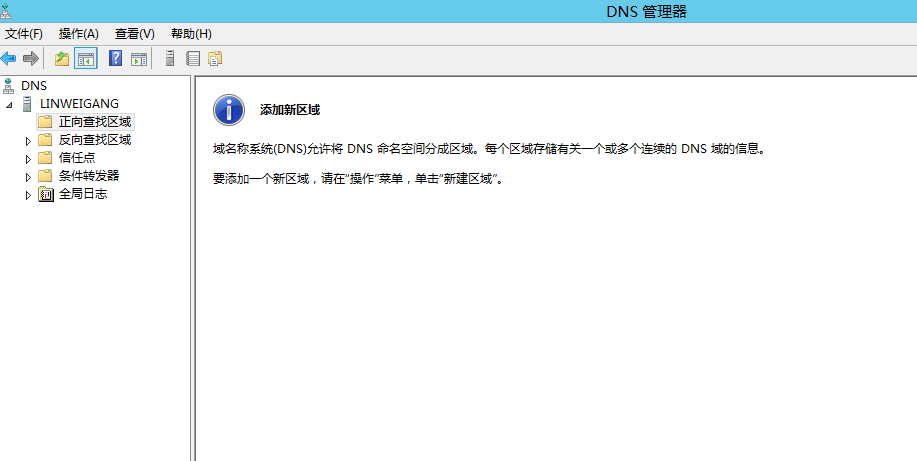 DNS 管理器
文件(F) 操作(A) 查看(V) 帮助(H)
DNS
LINWEIGANG
正向查找区域
反向查找区域
信任点
条件转发器
全局日志
添加新区域
域名称系统(DNS)允许将 DNS 命名空间分成区域。每个区域存储有关一个或多个连续的 DNS 域的信息。
要添加一个新区域，请在“操作”菜单，单击“新建区域”。